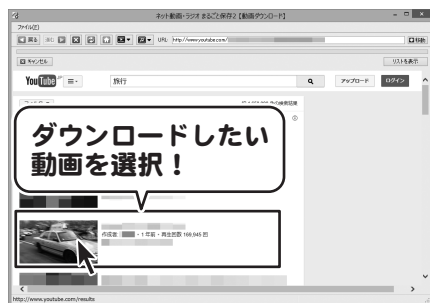 ネット動画・ラジオ まるごと保存2【動画ダウンロード】
ファイル(F)
戻る
URL: http://www.youtube.com/
移動
キャンセル
リストを表示
YouTube JP
旅行
アップロード
ログイン
ダウンロードしたい
動画を選択！
作成者: ・1 年前・再生回数 169,945 回
http://www.youtube.com/results